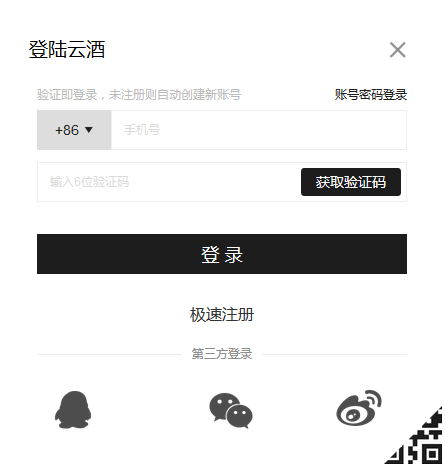 登陆云酒
验证即登录，未注册则自动创建新账号 账号密码登录
+86 手机号
输入6位验证码 获取验证码
登录
极速注册
第三方登录